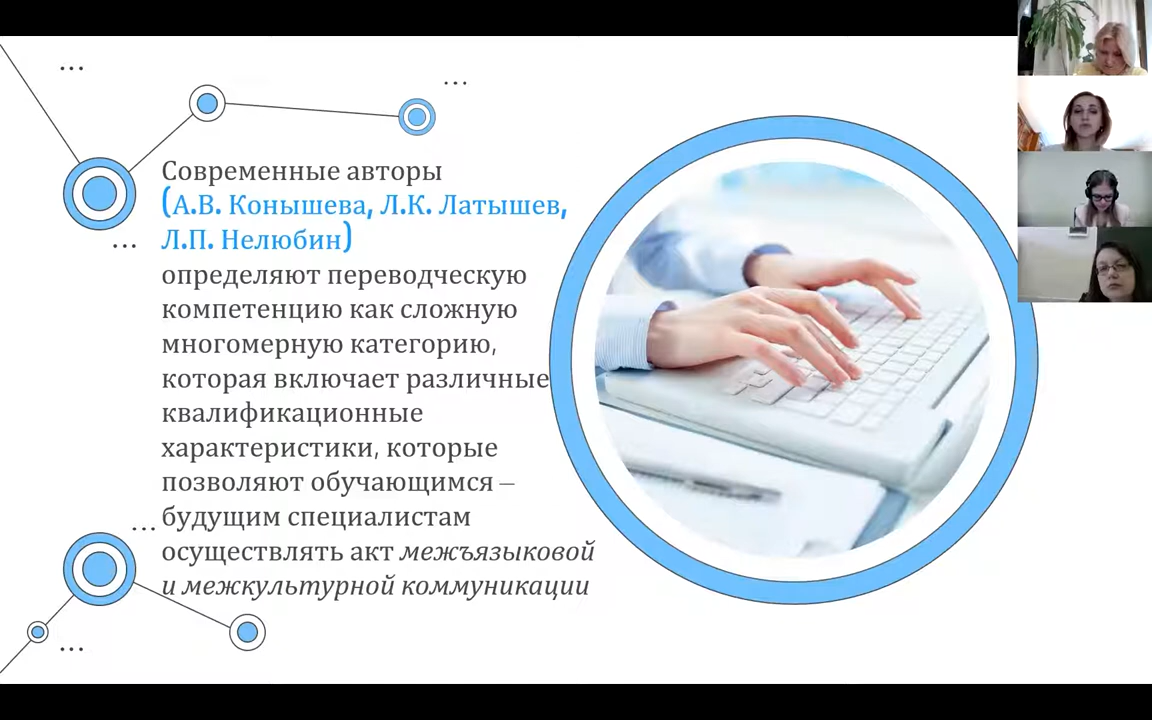 ...
...
Современные авторы
(А.В. Конышева, Л.К. Латышев,
Л.П. Нелюбин)
...
определяют переводческую
компетенцию как сложную
многомерную категорию,
которая включает различные
квалификационные
характеристики, которые
позволяют обучающимся –
будущим специалистам
...
осуществлять акт межъязыковой
и межкультурной коммуникации
...